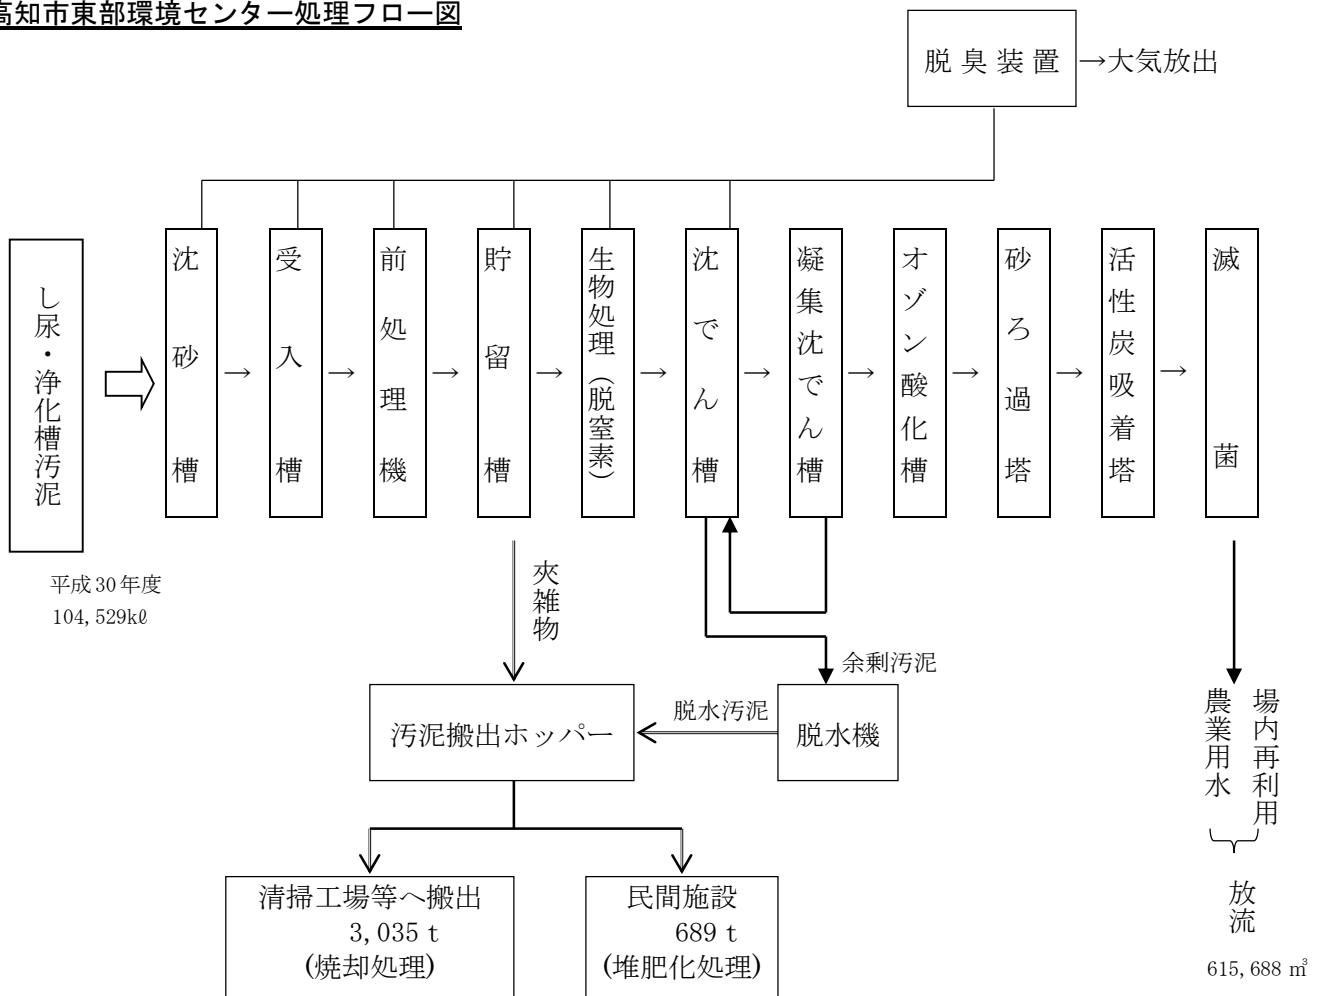 高知市東部環境センター処理フロー図
脱臭装置
→大気放出
し尿・浄化槽汚泥
沈砂槽
→
受入槽
→
前処理機
→
貯留槽
→
生物処理(脱窒素)
→
沈でん槽
→
凝集沈でん槽
→
オゾン酸化槽
→
砂ろ過塔
→
活性炭吸着塔
→
滅菌
平成30年度
104,529kℓ
夾雑物
余剰汚泥
脱水汚泥
汚泥搬出ホッパー
脱水機
場内再利用
農業用水
放流
615,688 ㎥
清掃工場等へ搬出
3,035 t
(焼却処理)
民間施設
689 t
(堆肥化処理)